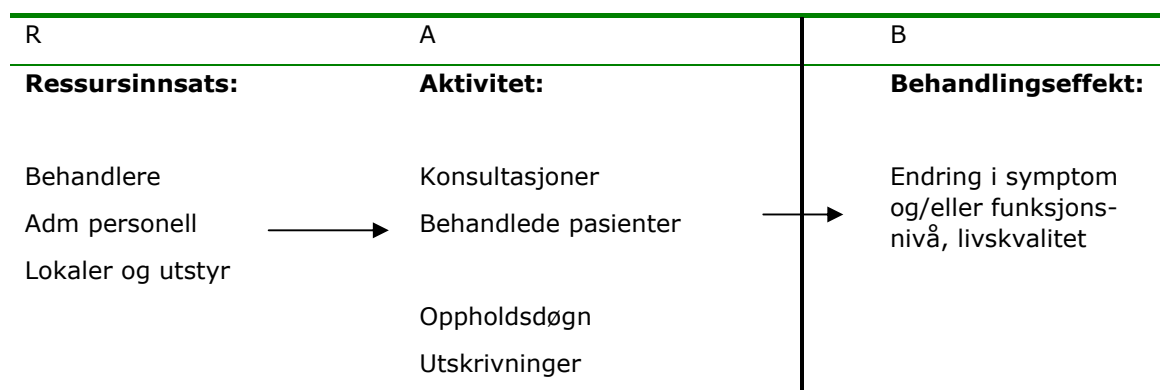 R
A
B
Ressursinnsats:
Aktivitet:
Behandlingseffekt:
Behandlere
Konsultasjoner
Endring i symptom
Adm personell
Behandlede pasienter
og/eller funksjons-
nivå, livskvalitet
Lokaler og utstyr
Oppholdsdøgn
Utskrivninger